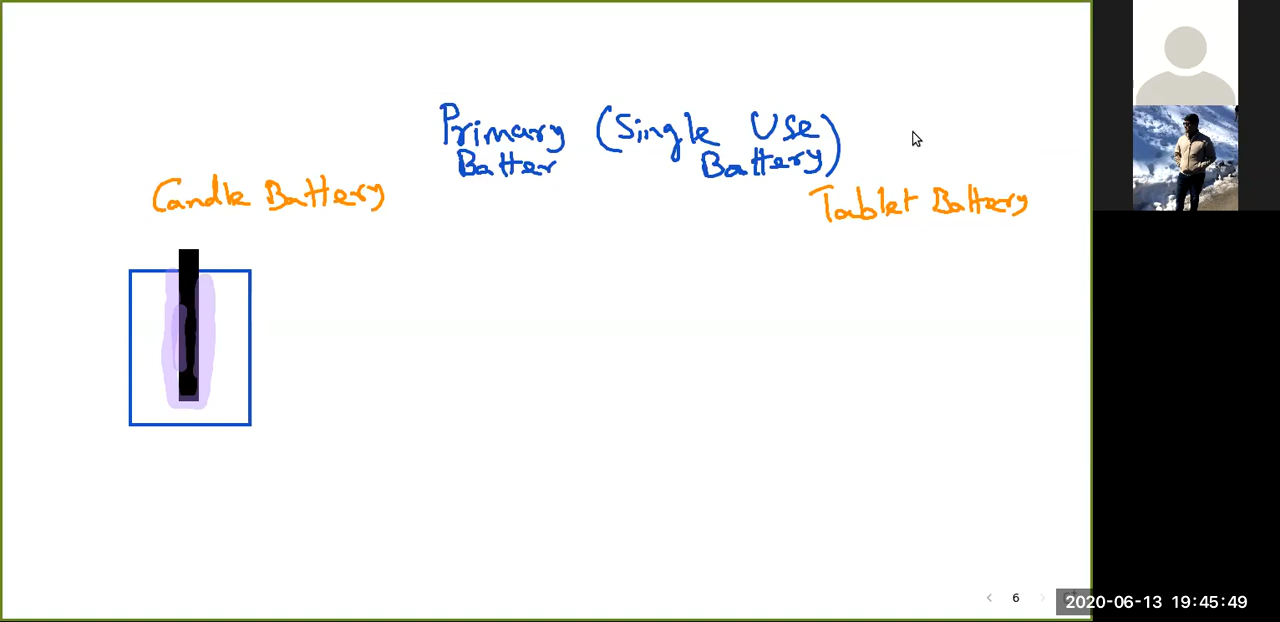 Primary (Single Use
Batter Battery)
Candle Battery
Tablet Battery
6
2020-06-13 19:45:49